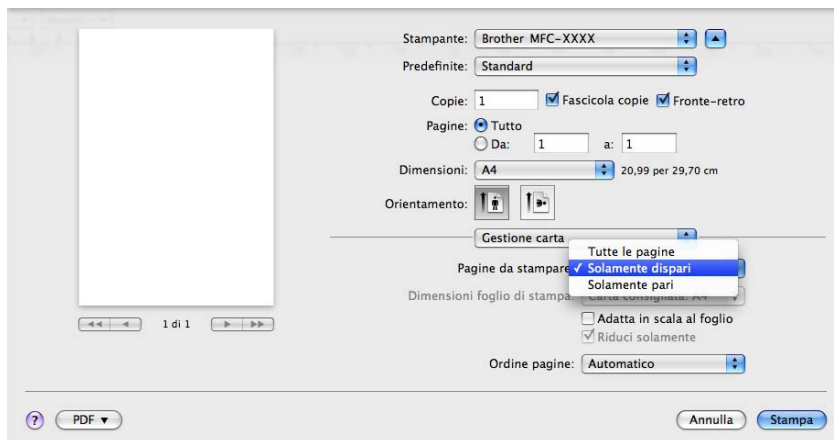 Stampante: Brother MFC-XXXX
Predefinite: Standard
Copie: 1 Fascicola copie Fronte-retro
Pagine: Tutto
Da: 1 a: 1
Dimensioni: A4 20,99 per 29,70 cm
Orientamento:
Gestione carta
Tutte le pagine
Pagine da stampare ✓ Solamente dispari
Solamente pari
Dimensioni foglio di stampa: Carta consigliata: A4
Adatta in scala al foglio
Riduci solamente
Ordine pagine: Automatico
1 di 1
? PDF ▼ Annulla Stampa